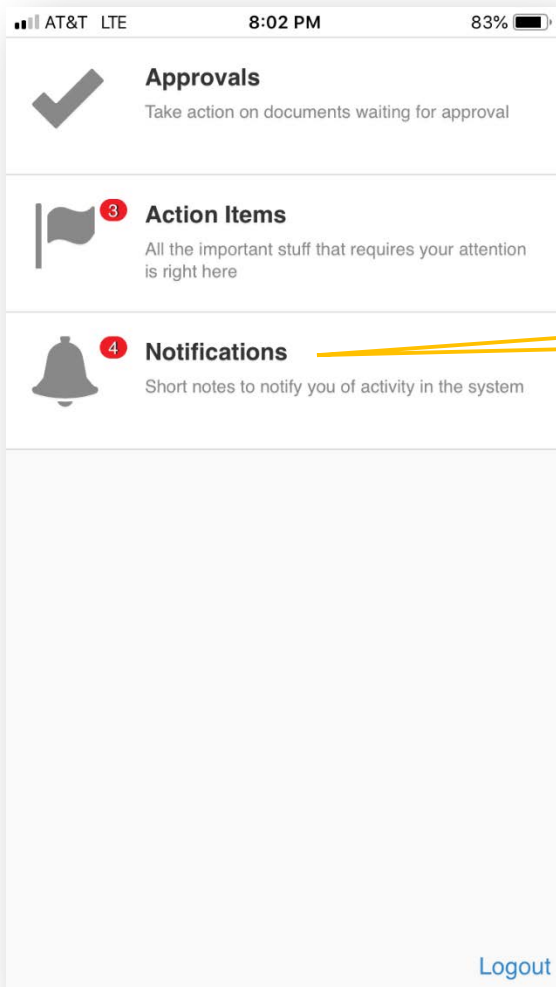 AT&T LTE 8:02 PM 83%
Approvals
Take action on documents waiting for approval
3
Action Items
All the important stuff that requires your attention
is right here
4
Notifications
Short notes to notify you of activity in the system
Logout